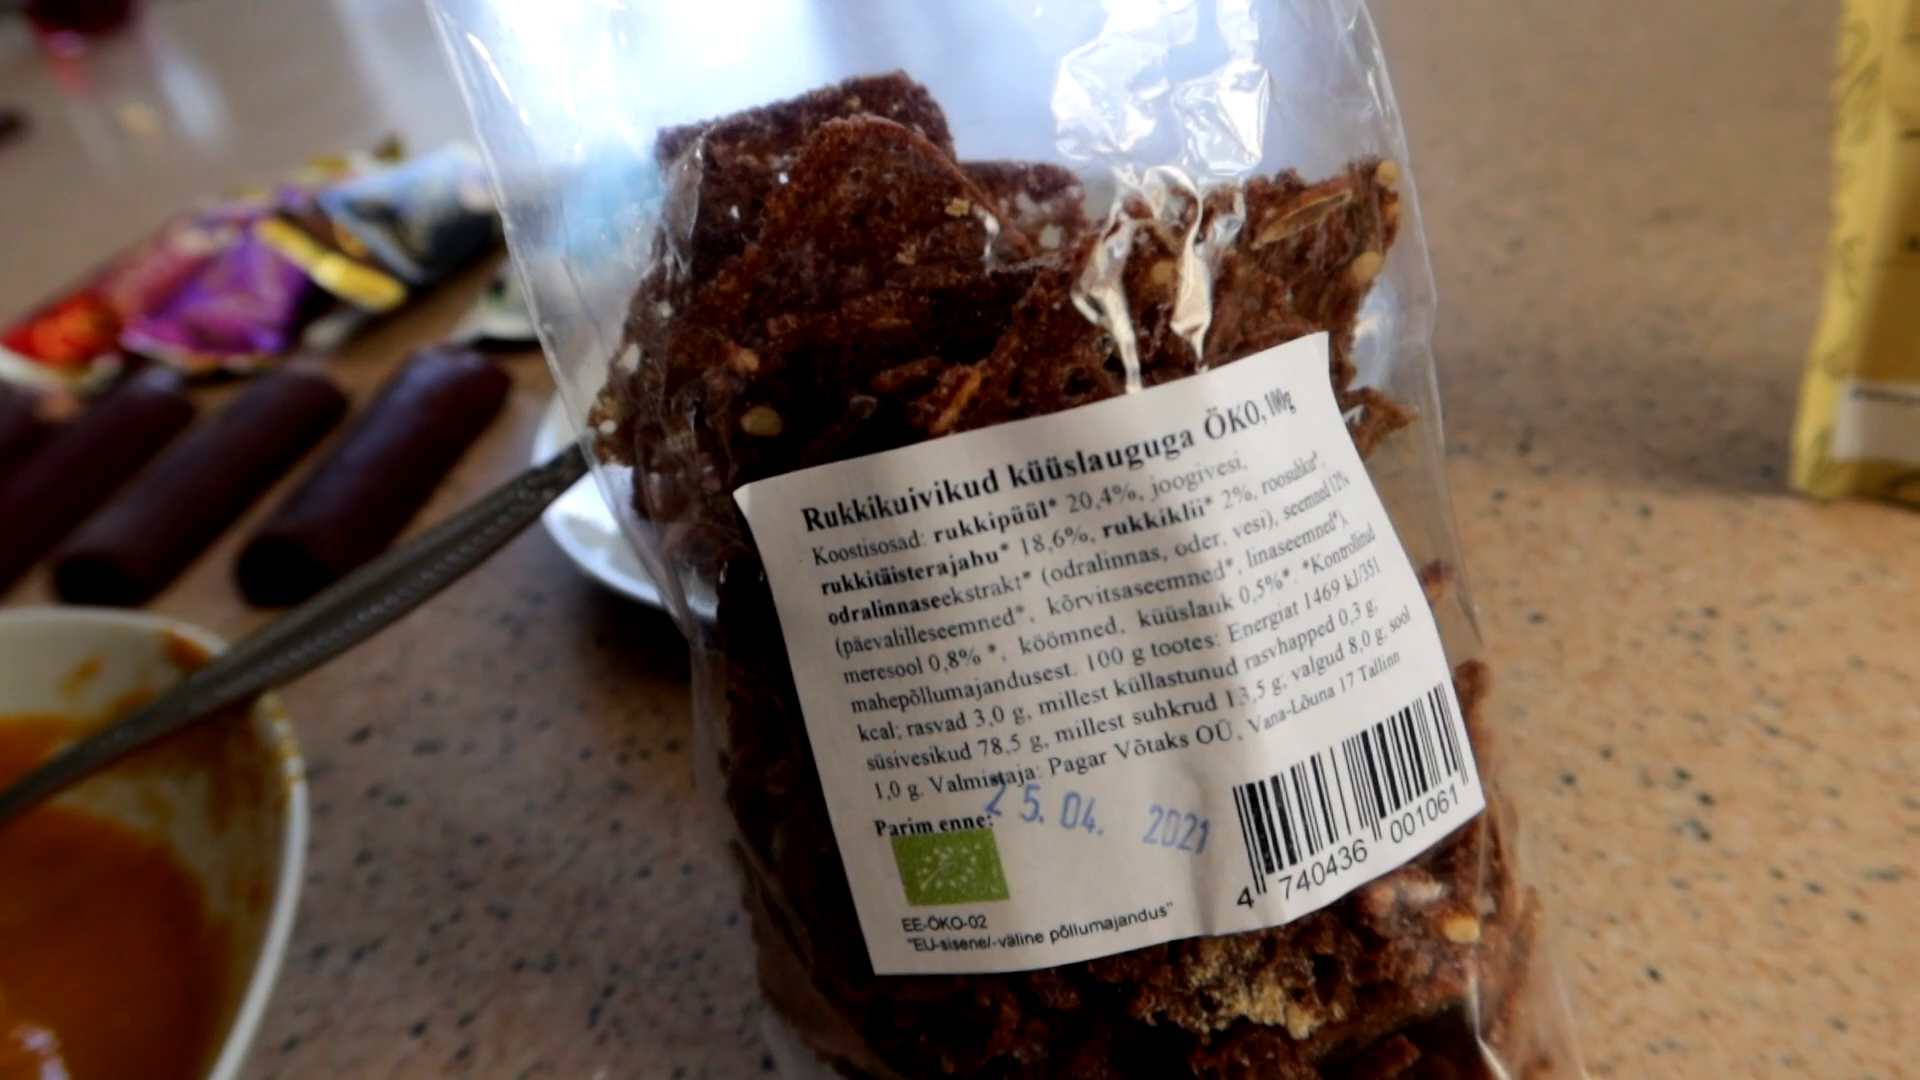 Rukkikuivikud küüslauguga ÖKO, 100g
Koostisosad: rukkipüül* 20,4%, joogivesi,
rukkitäisterajahu* 18,6%, rukkiklii* 2%, roosuhkur*,
odralinnaseekstrakt* (odralinnas, oder, vesi), seemned 12%
(päevalilleseemned*, kõrvitsaseemned*, linaseemned*),
meresool 0,8% *, köömned, küüslauk 0,5%*. *Kontrollitud
mahepõllumajandusest. 100 g tootes: Energiat 1469 kJ/351
kcal; rasvad 3,0 g, millest küllastunud rasvhapped 0,3 g;
süsivesikud 78,5 g, millest suhkrud 13,5 g; valgud 8,0 g, sool
1,0 g. Valmistaja: Pagar Võtaks OÜ, Vana-Lõuna 17 Tallinn
Parim enne: 25.04. 2021
EE-ÖKO-02
"EU-sisene/-väline põllumajandus"
4 740436 001061